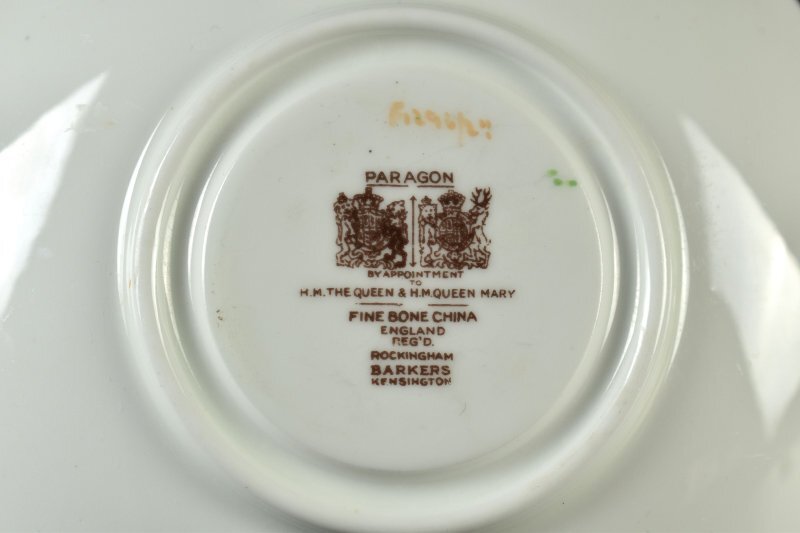 PARAGON
BY APPOINTMENT
TO
H.M. THE QUEEN & H.M. QUEEN MARY
FINE BONE CHINA
ENGLAND
REG'D.
ROCKINGHAM
BARKERS
KENSINGTON